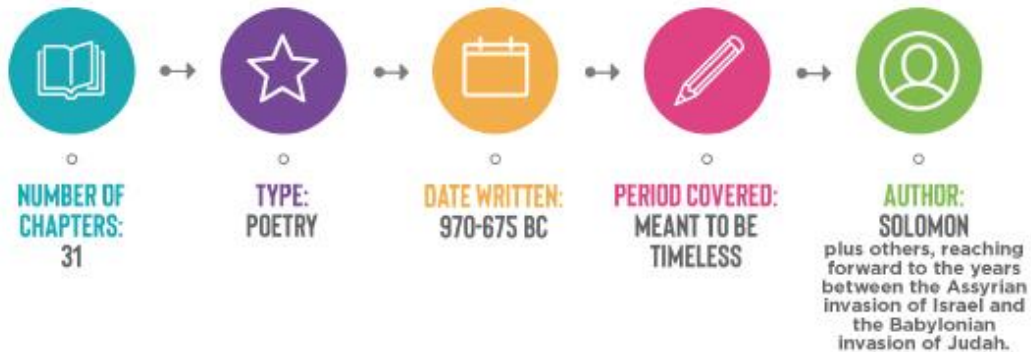 NUMBER OF
CHAPTERS:
31
TYPE:
POETRY
DATE WRITTEN:
970-675 BC
PERIOD COVERED:
MEANT TO BE
TIMELESS
AUTHOR:
SOLOMON
plus others, reaching
forward to the years
between the Assyrian
invasion of Israel and
the Babylonian
invasion of Judah.